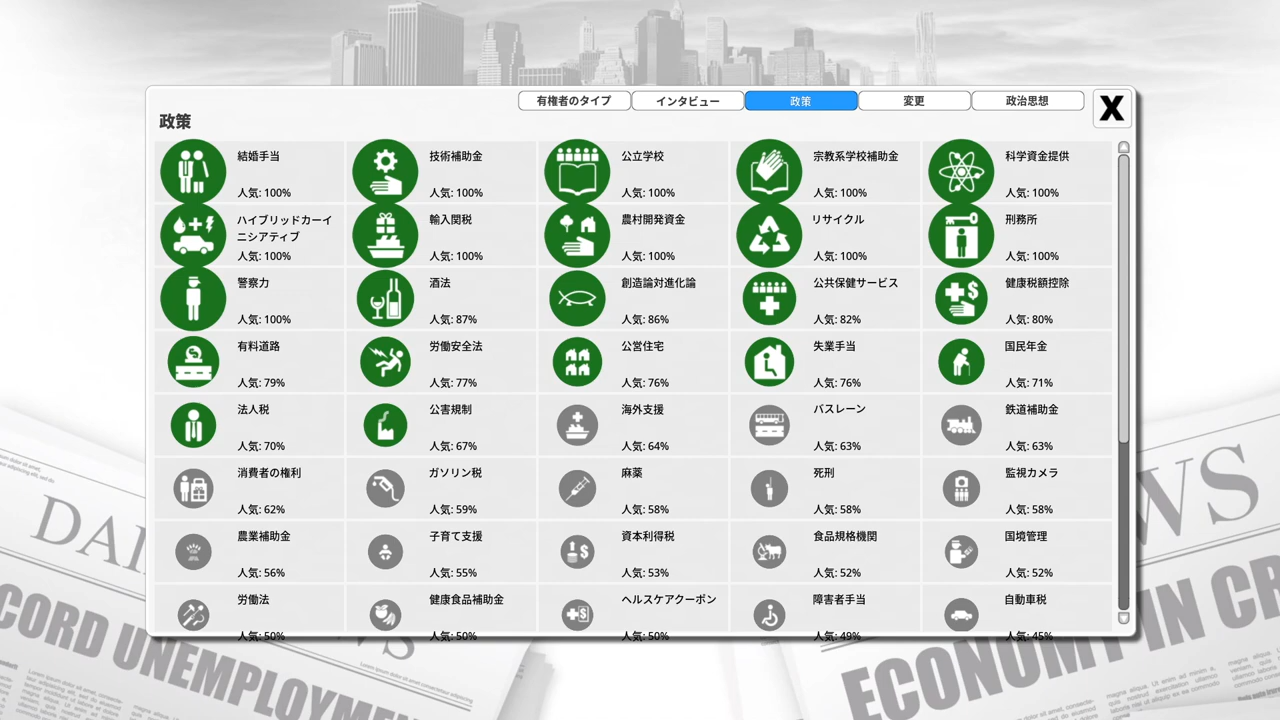 有権者のタイプ
インタビュー
政策
変更
政治思想
X
政策
結婚手当
人気: 100%
技術補助金
人気: 100%
公立学校
人気: 100%
宗教系学校補助金
人気: 100%
科学資金提供
人気: 100%
ハイブリッドカーイ
ニシアティブ
人気: 100%
輸入関税
人気: 100%
農村開発資金
人気: 100%
リサイクル
人気: 100%
刑務所
人気: 100%
警察力
人気: 100%
酒法
人気: 87%
創造論対進化論
人気: 86%
公共保健サービス
人気: 82%
健康税額控除
人気: 80%
有料道路
人気: 79%
労働安全法
人気: 77%
公営住宅
人気: 76%
失業手当
人気: 76%
国民年金
人気: 71%
法人税
人気: 70%
公害規制
人気: 67%
海外支援
人気: 64%
バスレーン
人気: 63%
鉄道補助金
人気: 63%
消費者の権利
人気: 62%
ガソリン税
人気: 59%
麻薬
人気: 58%
死刑
人気: 58%
監視カメラ
人気: 58%
農業補助金
人気: 56%
子育て支援
人気: 55%
資本利得税
人気: 53%
食品規格機関
人気: 52%
国境管理
人気: 52%
労働法
人気: 50%
健康食品補助金
人気: 50%
ヘルスケアクーポン
人気: 50%
障害者手当
人気: 49%
自動車税
人気: 45%
DAI
WS
CORD UNEMPLOYME
ECONOMY IN CR